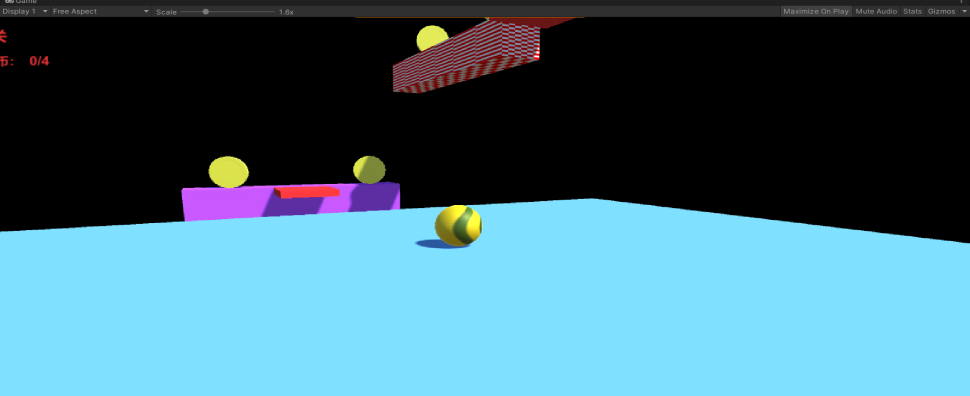 Game
Display 1 Free Aspect Scale 1.6x Maximize On Play Mute Audio Stats Gizmos
关
币: 0/4